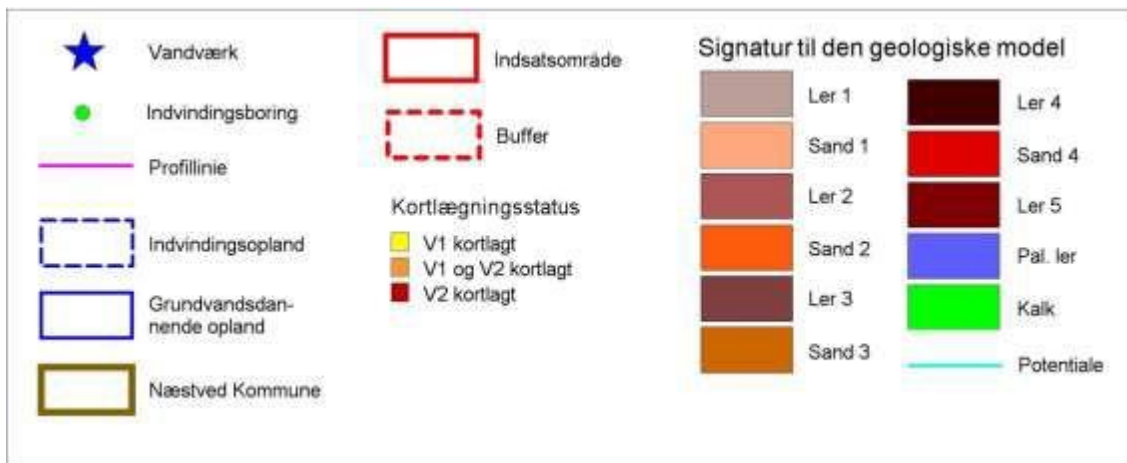 Vandværk
Indvindingsboring
Profillinie
Indvindingsopland
Grundvandsdan-
nende opland
Næstved Kommune
Indsatsområde
Buffer
Kortlægningsstatus
V1 kortlagt
V1 og V2 kortlagt
V2 kortlagt
Signatur til den geologiske model
Ler 1
Sand 1
Ler 2
Sand 2
Ler 3
Sand 3
Ler 4
Sand 4
Ler 5
Pal. ler
Kalk
Potentiale